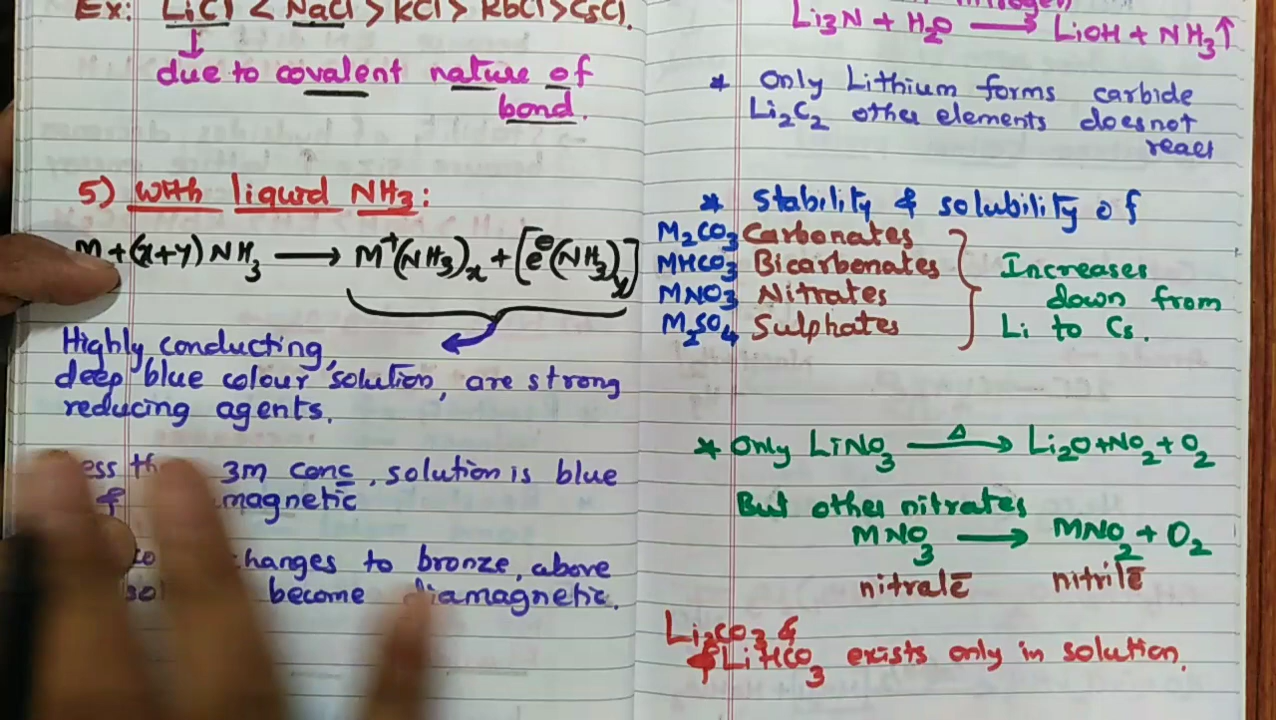 Ex: LiCl < NaCl > KCl > RbCl > CsCl.
due to covalent nature of
bond.
5) with liquid NH3:
M + (x+y) NH3 ⟶ M+(NH3)x + [e⊖(NH3)y]
Highly conducting,
deep blue colour solution, are strong
reducing agents.
3M conc, solution is blue
magnetic
changes to bronze, above
become diamagnetic.
Li3N + H2O ⟶ LiOH + NH3↑
* Only Lithium forms carbide
Li2C2 other elements doesnot
react
* Stability & solubility of
M2CO3 Carbonates
MHCO3 Bicarbonates
MNO3 Nitrates
M2SO4 Sulphates
Increases
down from
Li to Cs.
* Only LiNO3 ⟶Δ Li2O+NO2+O2
But other nitrates
MNO3 ⟶ MNO2 + O2
nitrate nitrite
Li2CO3 &
LiHCO3 exists only in solution.